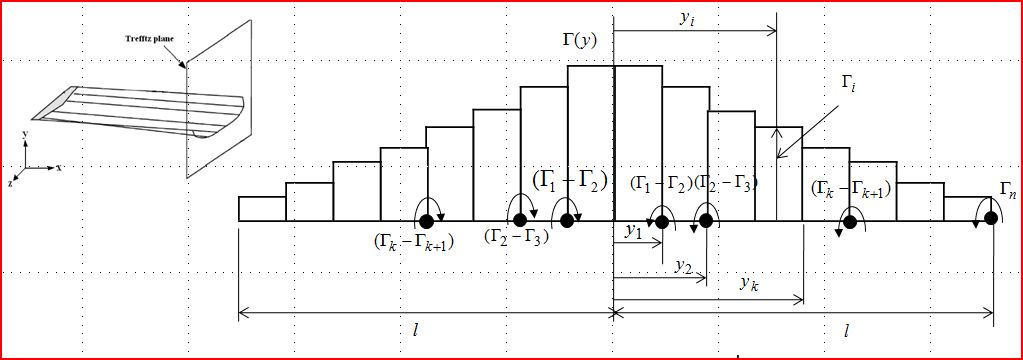 y_i
Trefftz plane
Γ(y)
Γ_i
y
x
z
(Γ_1 − Γ_2)
(Γ_1 − Γ_2)
(Γ_2 − Γ_3)
(Γ_k − Γ_{k+1})
Γ_n
(Γ_k − Γ_{k+1})
(Γ_2 − Γ_3)
y_1
y_2
y_k
l
l